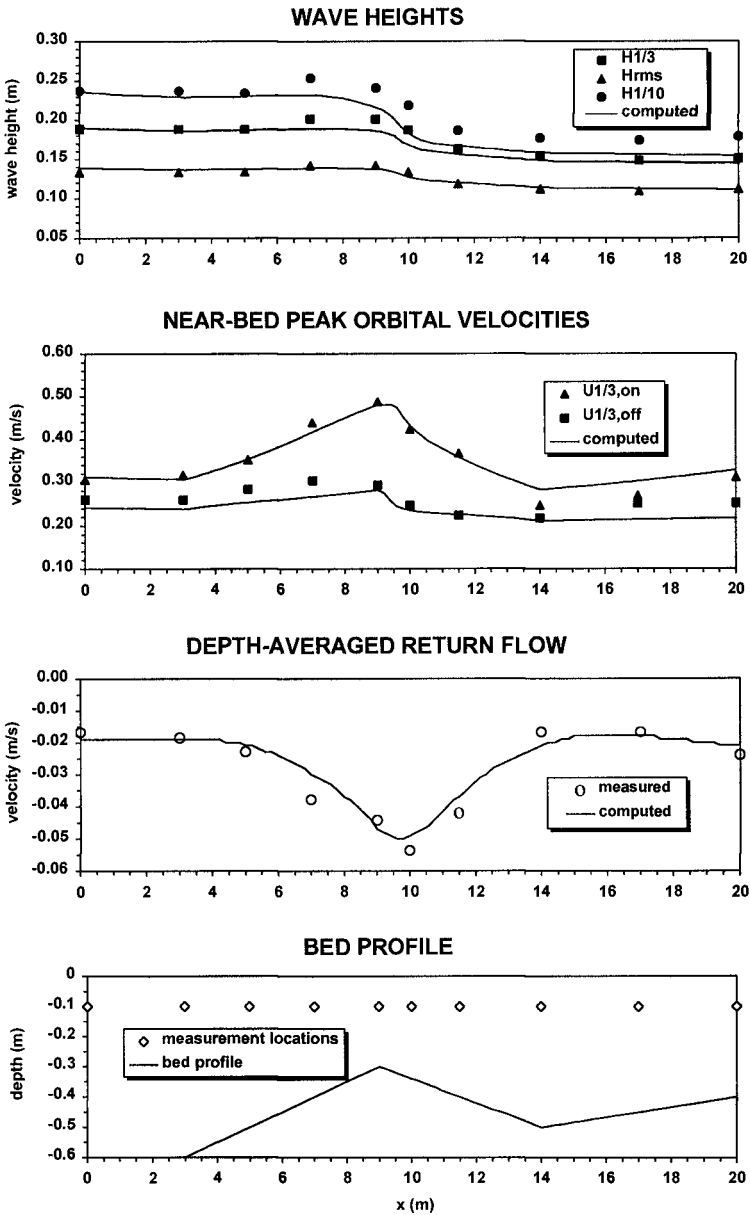 WAVE HEIGHTS
wave height (m)
0.30
0.25
0.20
0.15
0.10
0.05
H1/3
Hrms
H1/10
computed
0 2 4 6 8 10 12 14 16 18 20
NEAR-BED PEAK ORBITAL VELOCITIES
velocity (m/s)
0.60
0.50
0.40
0.30
0.20
0.10
U1/3,on
U1/3,off
computed
0 2 4 6 8 10 12 14 16 18 20
DEPTH-AVERAGED RETURN FLOW
velocity (m/s)
0.00
-0.01
-0.02
-0.03
-0.04
-0.05
-0.06
measured
computed
0 2 4 6 8 10 12 14 16 18 20
BED PROFILE
depth (m)
0
-0.1
-0.2
-0.3
-0.4
-0.5
-0.6
measurement locations
bed profile
0 2 4 6 8 10 12 14 16 18 20
x (m)